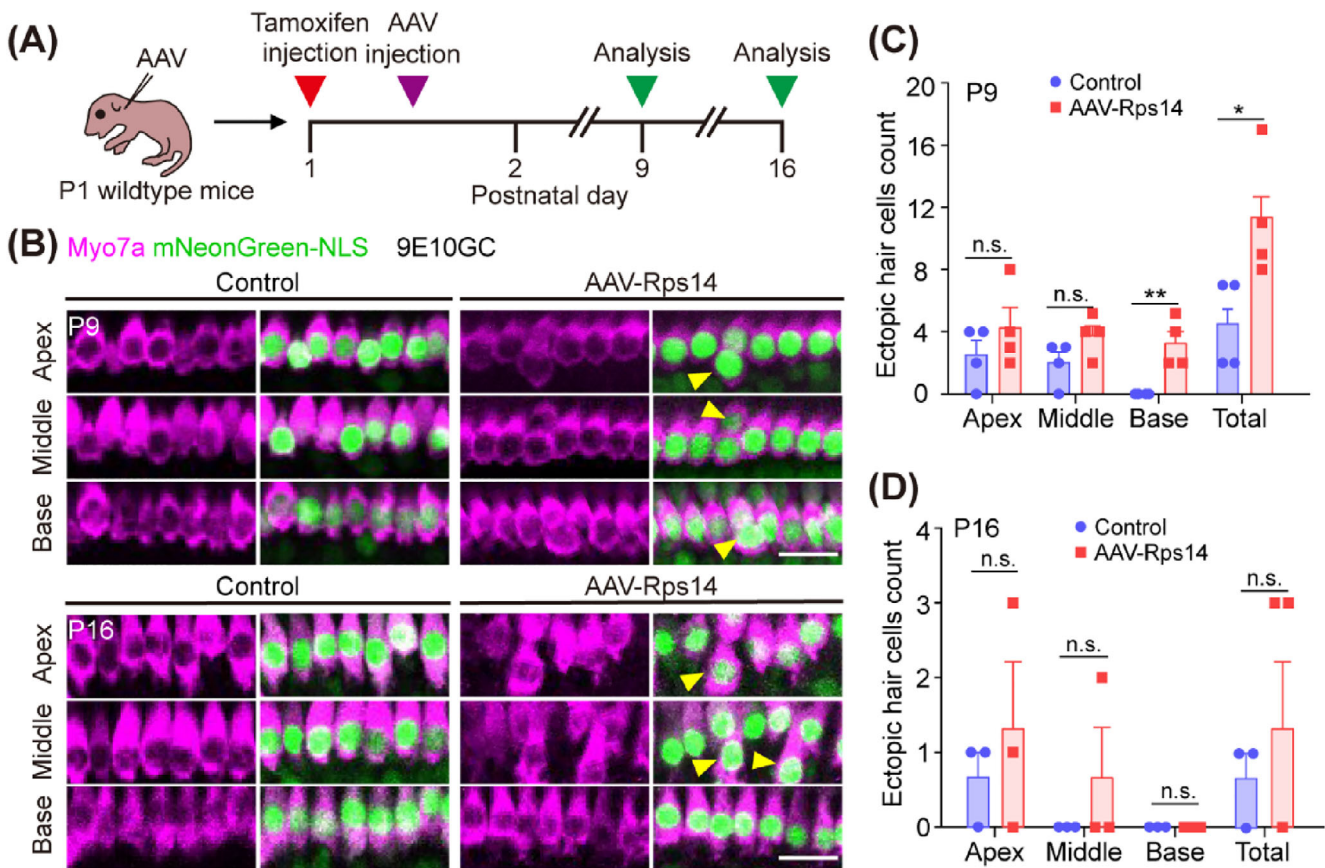 (A)
AAV
P1 wildtype mice
Tamoxifen
injection
AAV
injection
Analysis
Analysis
1
2
9
16
Postnatal day
(B)
Myo7a mNeonGreen-NLS 9E10GC
Control
AAV-Rps14
P9
Apex
Middle
Base
Control
AAV-Rps14
P16
Apex
Middle
Base
(C)
P9
Control
AAV-Rps14
Ectopic hair cells count
20
16
12
8
4
0
n.s.
n.s.
**
*
Apex
Middle
Base
Total
(D)
P16
Control
AAV-Rps14
Ectopic hair cells count
4
3
2
1
0
n.s.
n.s.
n.s.
n.s.
Apex
Middle
Base
Total